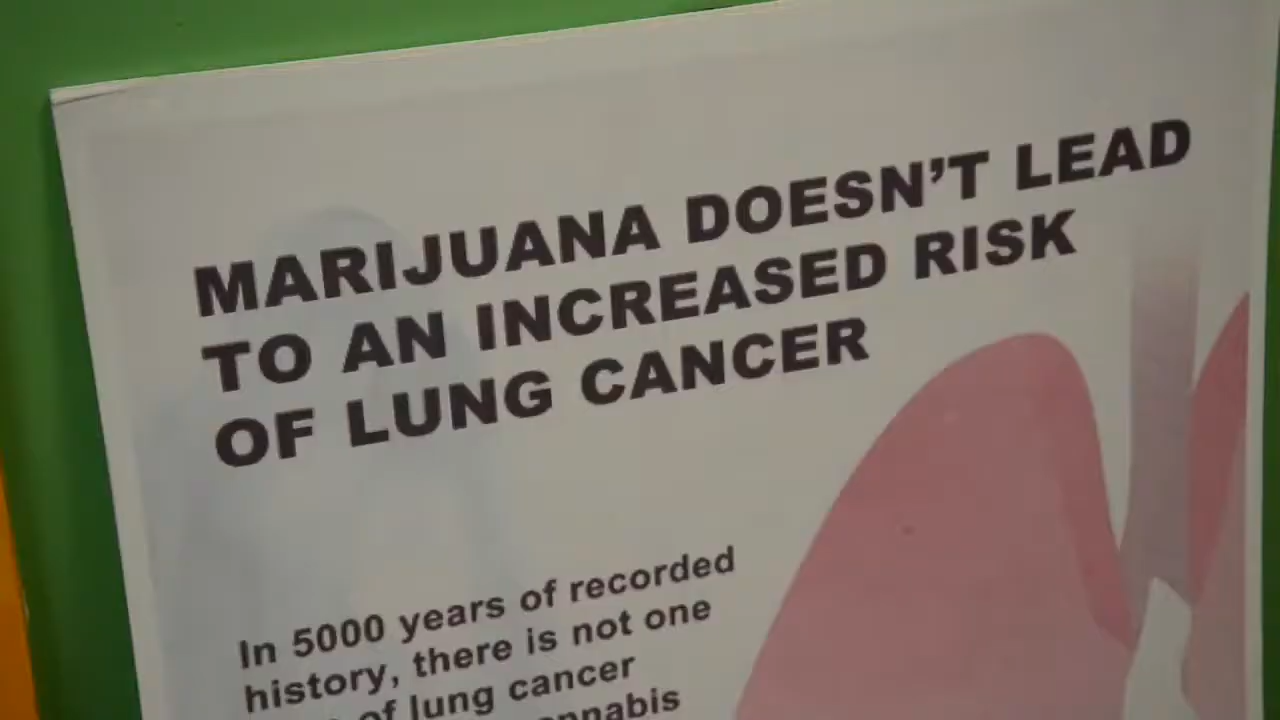 MARIJUANA DOESN'T LEAD
TO AN INCREASED RISK
OF LUNG CANCER
In 5000 years of recorded
history, there is not one
of lung cancer